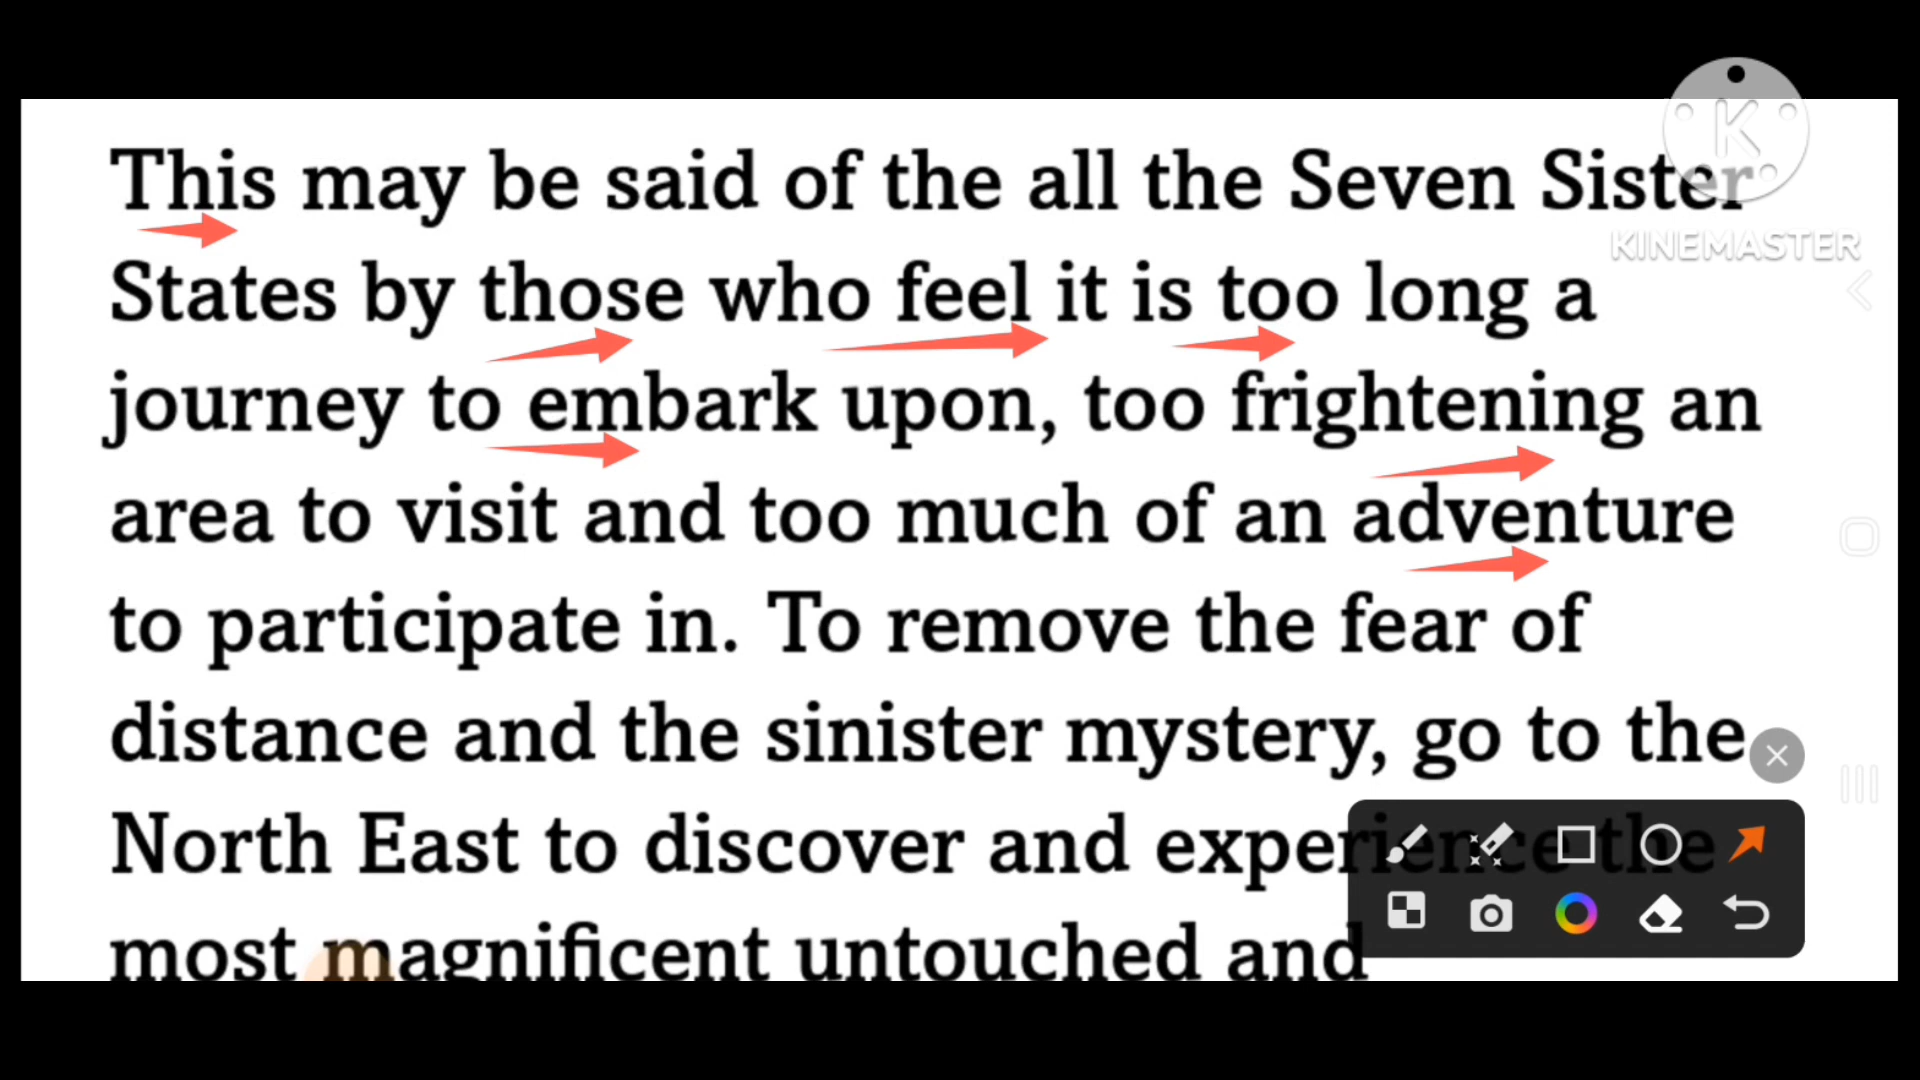 This may be said of the all the Seven Sister
KINEMASTER
States by those who feel it is too long a
journey to embark upon, too frightening an
area to visit and too much of an adventure
to participate in. To remove the fear of
distance and the sinister mystery, go to the
North East to discover and experience the
most magnificent untouched and